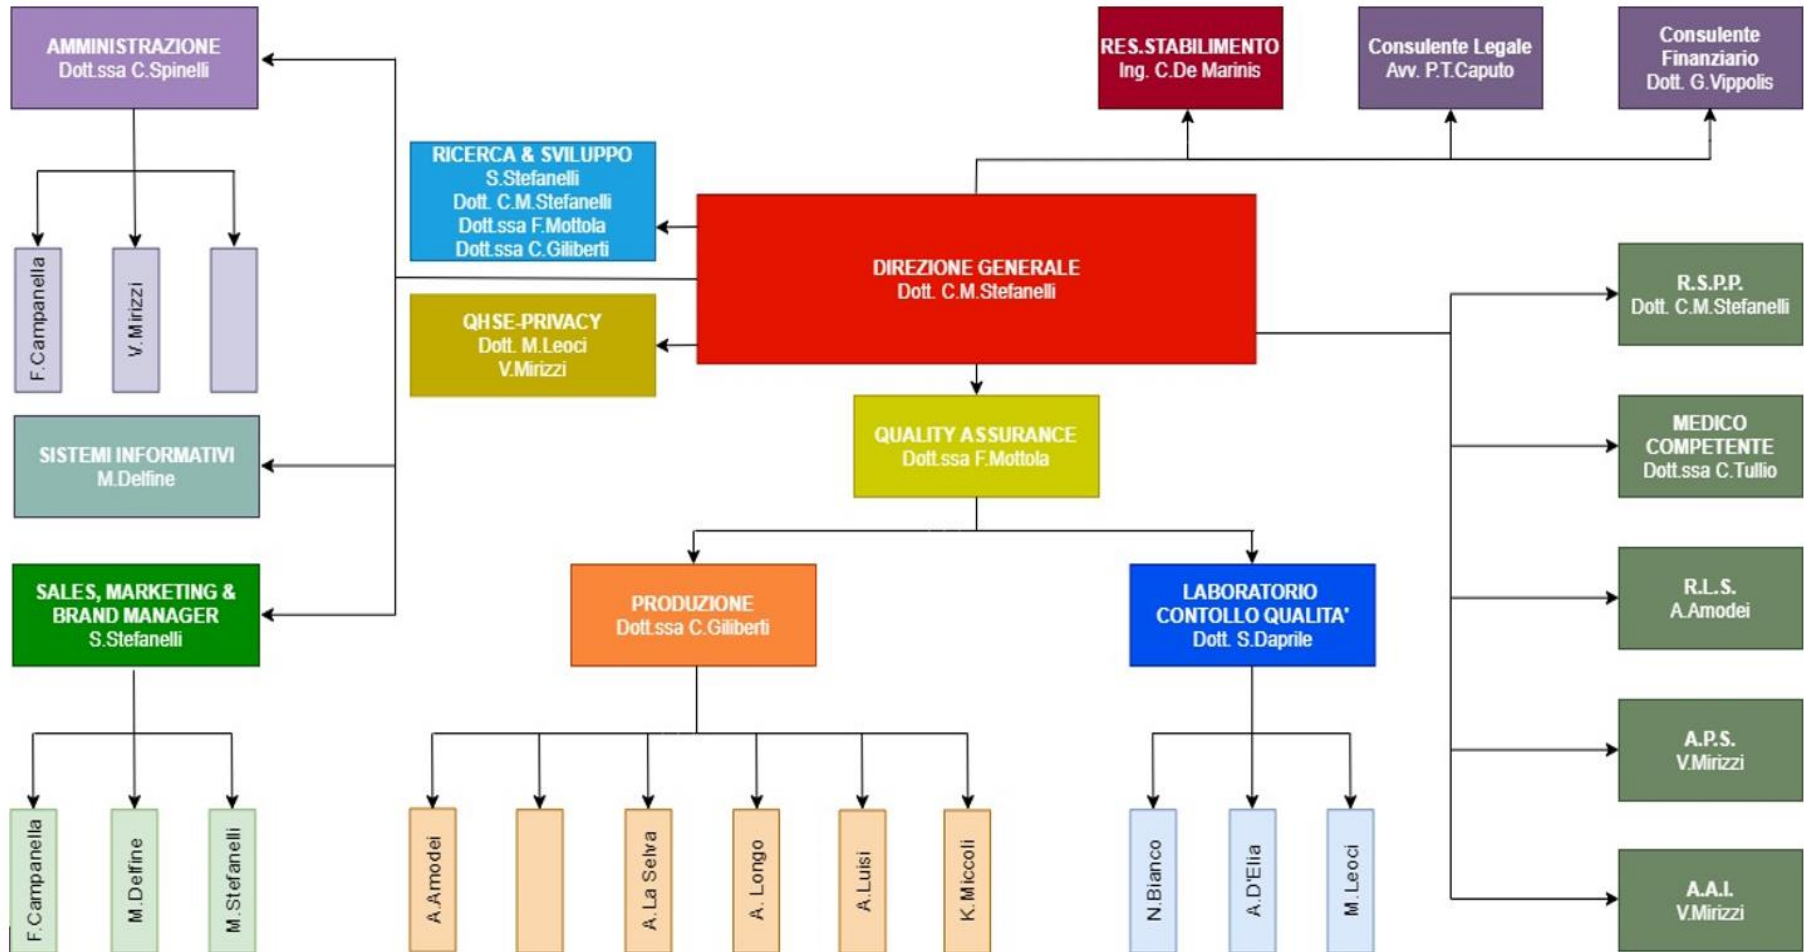 AMMINISTRAZIONE
Dott.ssa C.Spinelli
RES.STABILIMENTO
Ing. C.De Marinis
Consulente Legale
Avv. P.T.Caputo
Consulente
Finanziario
Dott. G.Vippolis
RICERCA & SVILUPPO
S.Stefanelli
Dott. C.M.Stefanelli
Dott.ssa F.Mottola
Dott.ssa C.Giliberti
DIREZIONE GENERALE
Dott. C.M.Stefanelli
QHSE-PRIVACY
Dott. M.Leoci
V.Mirizzi
F.Campanella
V.Mirizzi
R.S.P.P.
Dott. C.M.Stefanelli
SISTEMI INFORMATIVI
M.Delfine
QUALITY ASSURANCE
Dott.ssa F.Mottola
MEDICO
COMPETENTE
Dott.ssa C.Tullio
SALES, MARKETING &
BRAND MANAGER
S.Stefanelli
PRODUZIONE
Dott.ssa C.Giliberti
LABORATORIO
CONTOLLO QUALITA'
Dott. S.Daprile
R.L.S.
A.Amodei
A.P.S.
V.Mirizzi
F.Campanella
M.Delfine
M.Stefanelli
A.Amodei
A.La Selva
A. Longo
A.Luisi
K.Miccoli
N.Bianco
A.D'Elia
M.Leoci
A.A.I.
V.Mirizzi